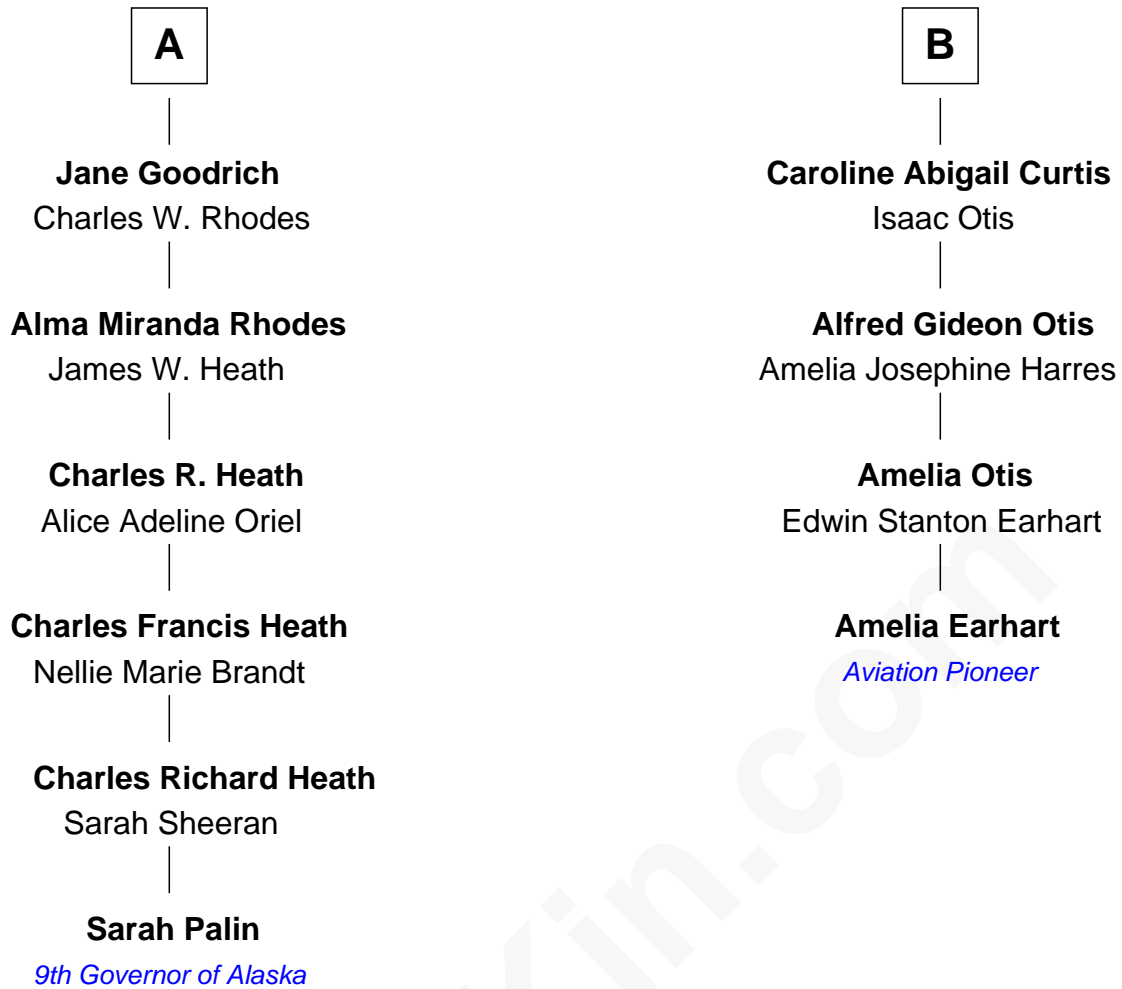 A
Jane Goodrich
Charles W. Rhodes
Alma Miranda Rhodes
James W. Heath
Charles R. Heath
Alice Adeline Oriel
Charles Francis Heath
Nellie Marie Brandt
Charles Richard Heath
Sarah Sheeran
Sarah Palin
9th Governor of Alaska
B
Caroline Abigail Curtis
Isaac Otis
Alfred Gideon Otis
Amelia Josephine Harres
Amelia Otis
Edwin Stanton Earhart
Amelia Earhart
Aviation Pioneer